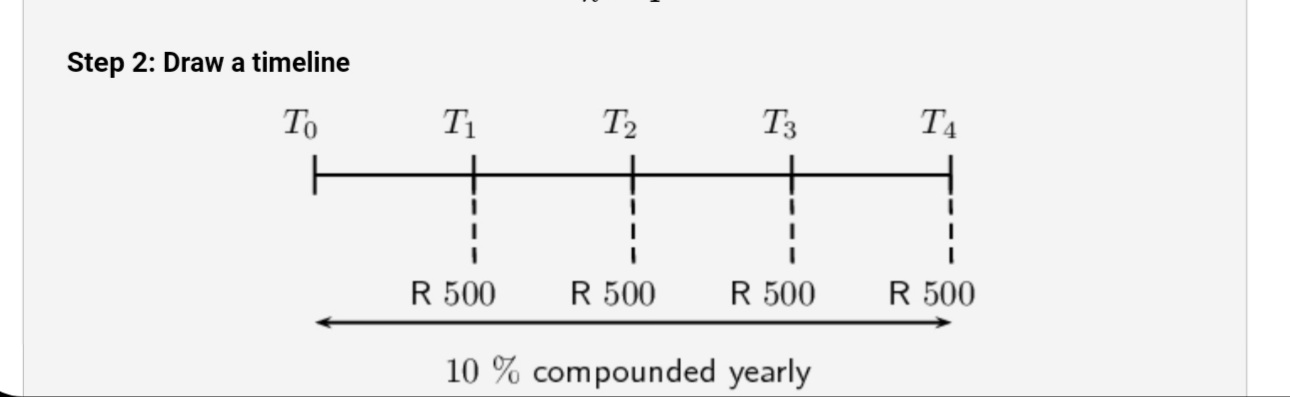 Step 2: Draw a timeline
T₀ T₁ T₂ T₃ T₄
R 500 R 500 R 500 R 500
10 % compounded yearly